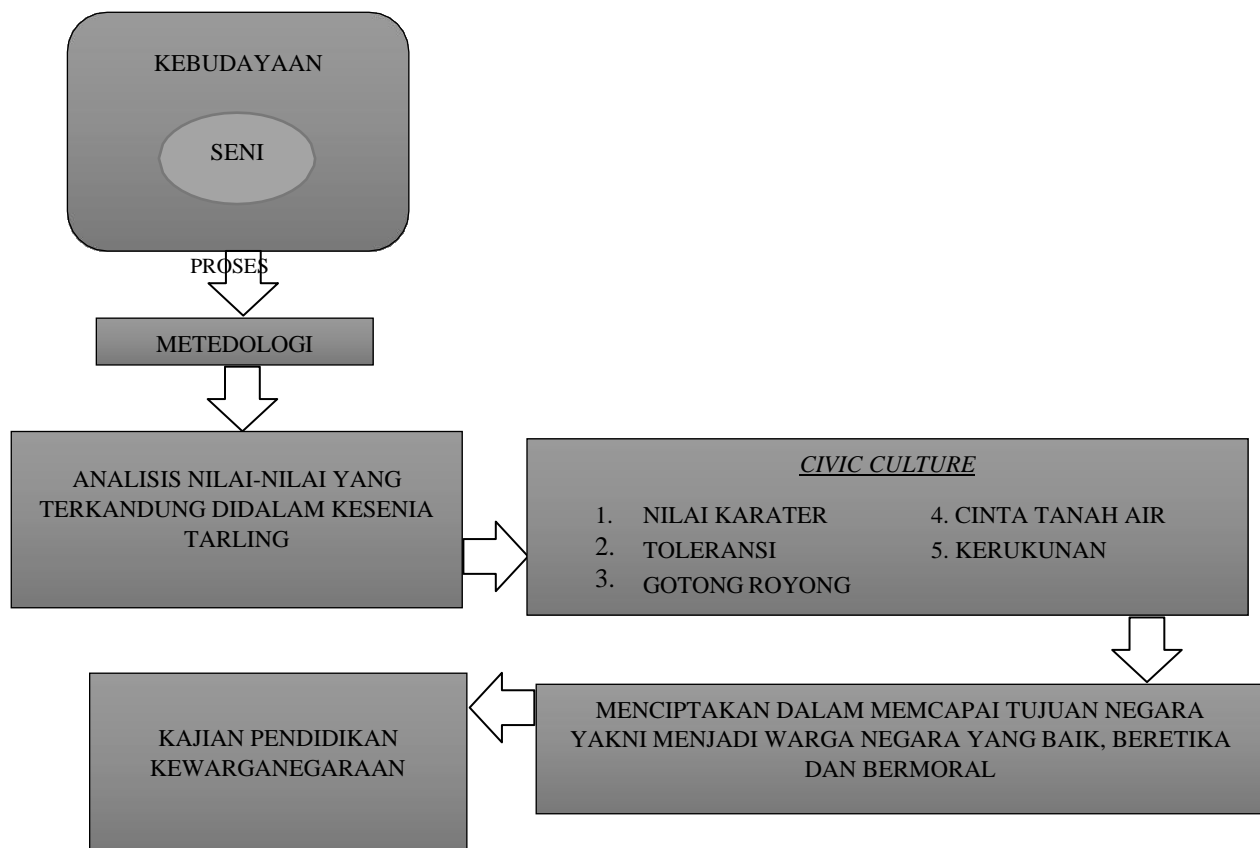 KEBUDAYAAN
SENI
PROSES
METEDOLOGI
ANALISIS NILAI-NILAI YANG
TERKANDUNG DIDALAM KESENIA
TARLING
CIVIC CULTURE
1. NILAI KARATER
2. TOLERANSI
3. GOTONG ROYONG
4. CINTA TANAH AIR
5. KERUKUNAN
MENCIPTAKAN DALAM MEMCAPAI TUJUAN NEGARA
YAKNI MENJADI WARGA NEGARA YANG BAIK, BERETIKA
DAN BERMORAL
KAJIAN PENDIDIKAN
KEWARGANEGARAAN